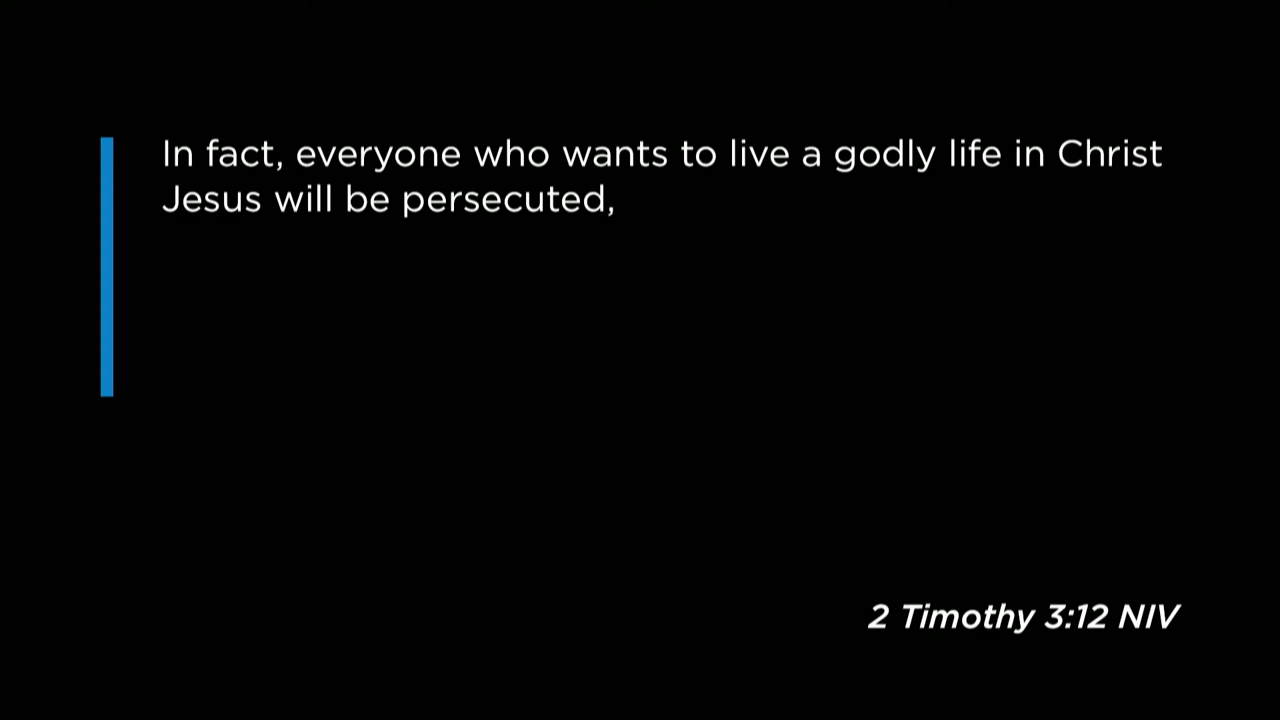 In fact, everyone who wants to live a godly life in Christ
Jesus will be persecuted,
2 Timothy 3:12 NIV